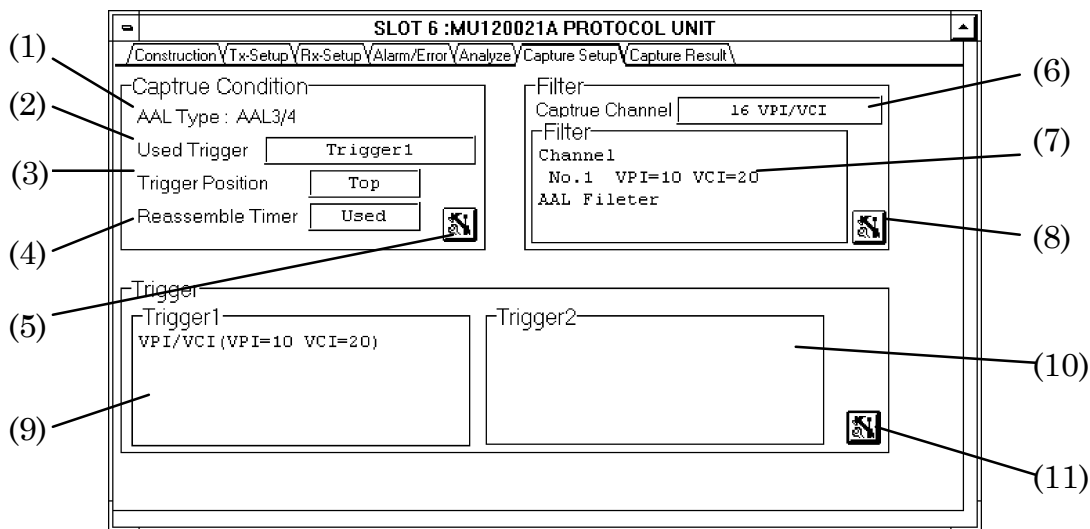 SLOT 6 :MU120021A PROTOCOL UNIT
Construction Tx-Setup Rx-Setup Alarm/Error Analyze Capture Setup Capture Result
(1)
(2)
(3)
(4)
(5)
Captrue Condition
AAL Type : AAL3/4
Used Trigger Trigger1
Trigger Position Top
Reassemble Timer Used
Filter
Captrue Channel 16 VPI/VCI
Filter
Channel
No.1 VPI=10 VCI=20
AAL Fileter
(6)
(7)
(8)
Trigger
Trigger1
VPI/VCI(VPI=10 VCI=20)
Trigger2
(9)
(10)
(11)